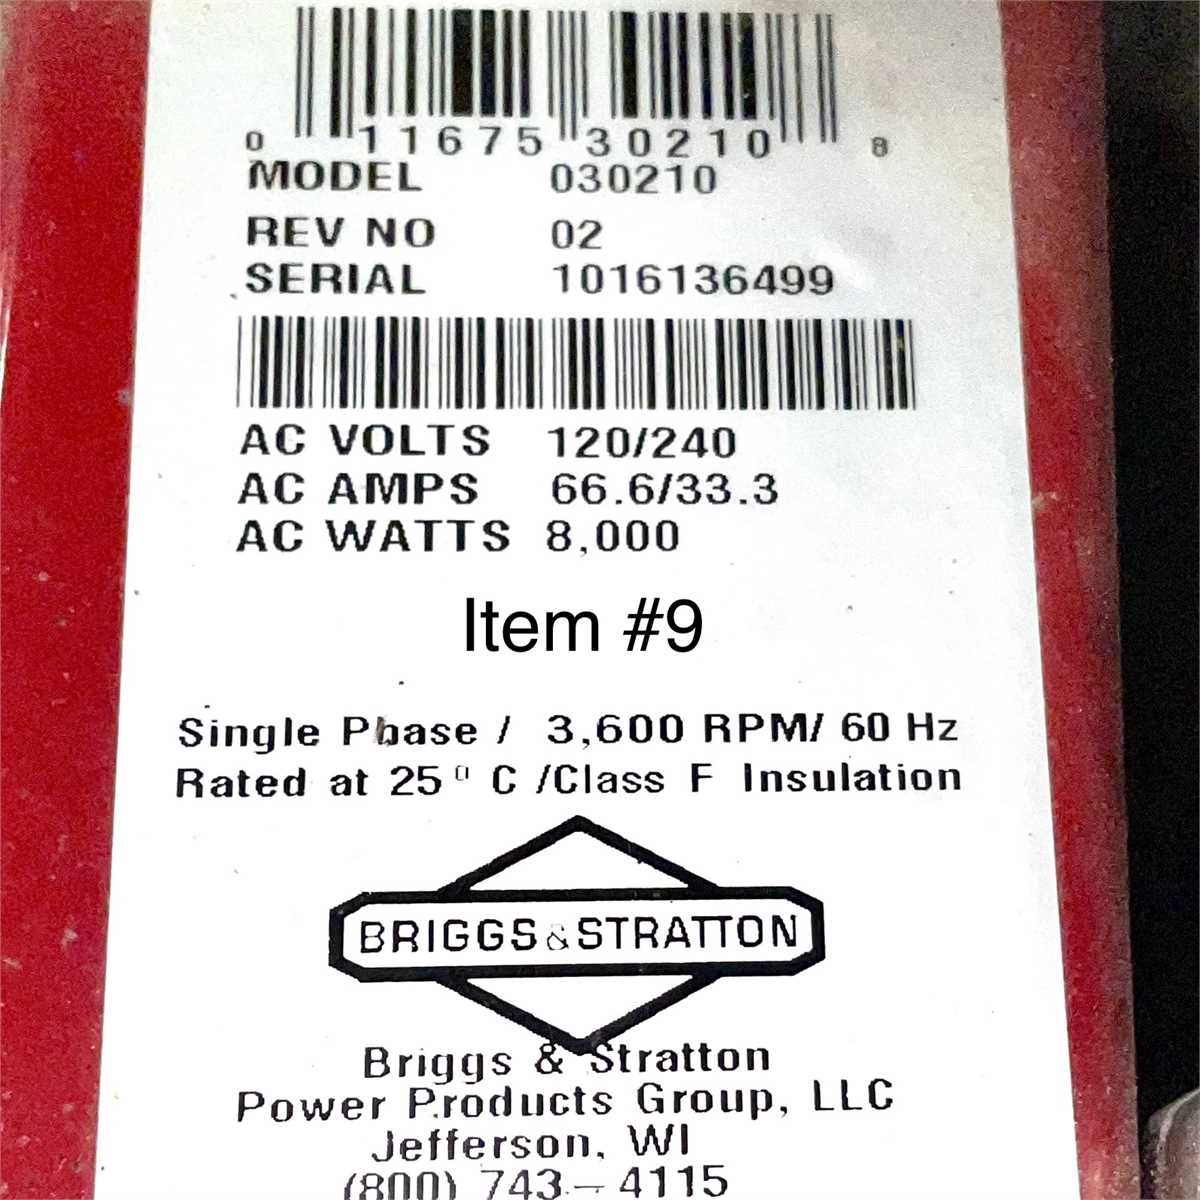 0 11675 30210 8
MODEL 030210
REV NO 02
SERIAL 1016136499
AC VOLTS 120/240
AC AMPS 66.6/33.3
AC WATTS 8,000
Item #9
Single Phase / 3,600 RPM/ 60 Hz
Rated at 25° C /Class F Insulation
BRIGGS & STRATTON
Briggs & Stratton
Power Products Group, LLC
Jefferson, WI
(800) 743-4115